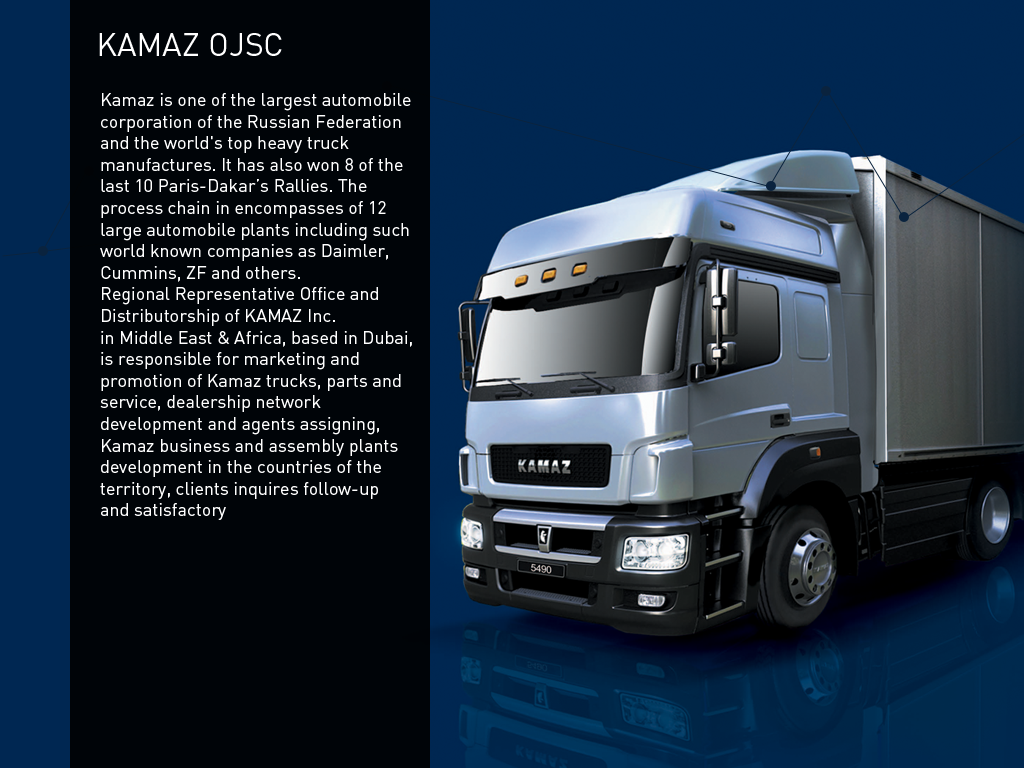 KAMAZ OJSC
Kamaz is one of the largest automobile
corporation of the Russian Federation
and the world's top heavy truck
manufactures. It has also won 8 of the
last 10 Paris-Dakar’s Rallies. The
process chain in encompasses of 12
large automobile plants including such
world known companies as Daimler,
Cummins, ZF and others.
Regional Representative Office and
Distributorship of KAMAZ Inc.
in Middle East & Africa, based in Dubai,
is responsible for marketing and
promotion of Kamaz trucks, parts and
service, dealership network
development and agents assigning,
Kamaz business and assembly plants
development in the countries of the
territory, clients inquires follow-up
and satisfactory
KAMAZ
5490